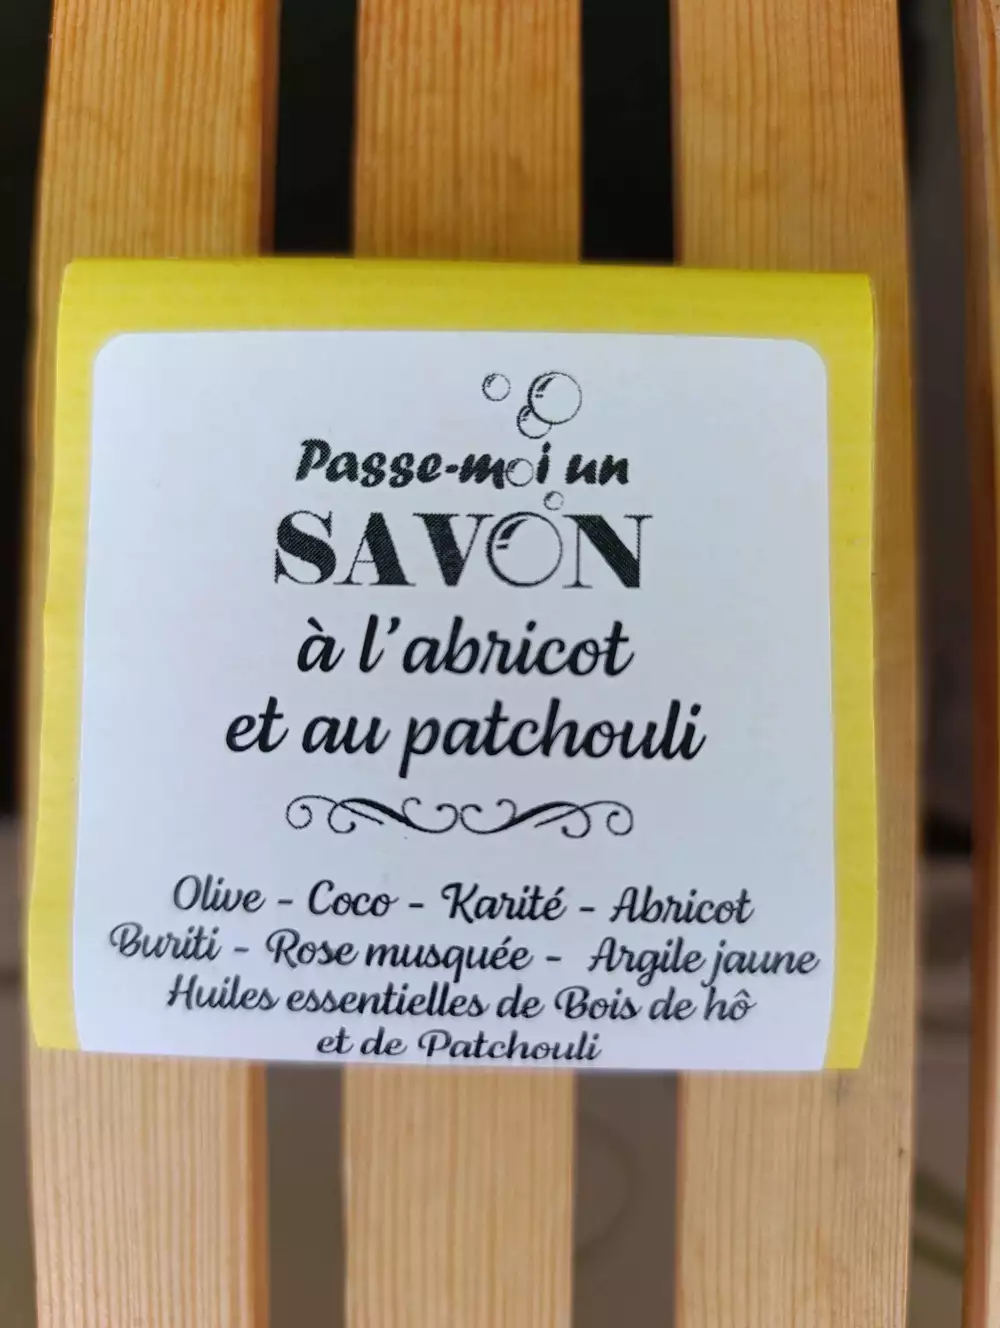 Passe-moi un
SAVON
à l'abricot
et au patchouli
Olive - Coco - Karité - Abricot
Buriti - Rose musquée - Argile jaune
Huiles essentielles de Bois de hô
et de Patchouli